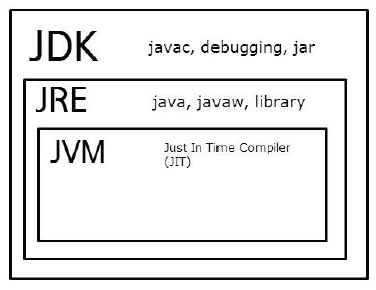 JDK javac, debugging, jar
JRE java, javaw, library
JVM Just In Time Compiler
(JIT)